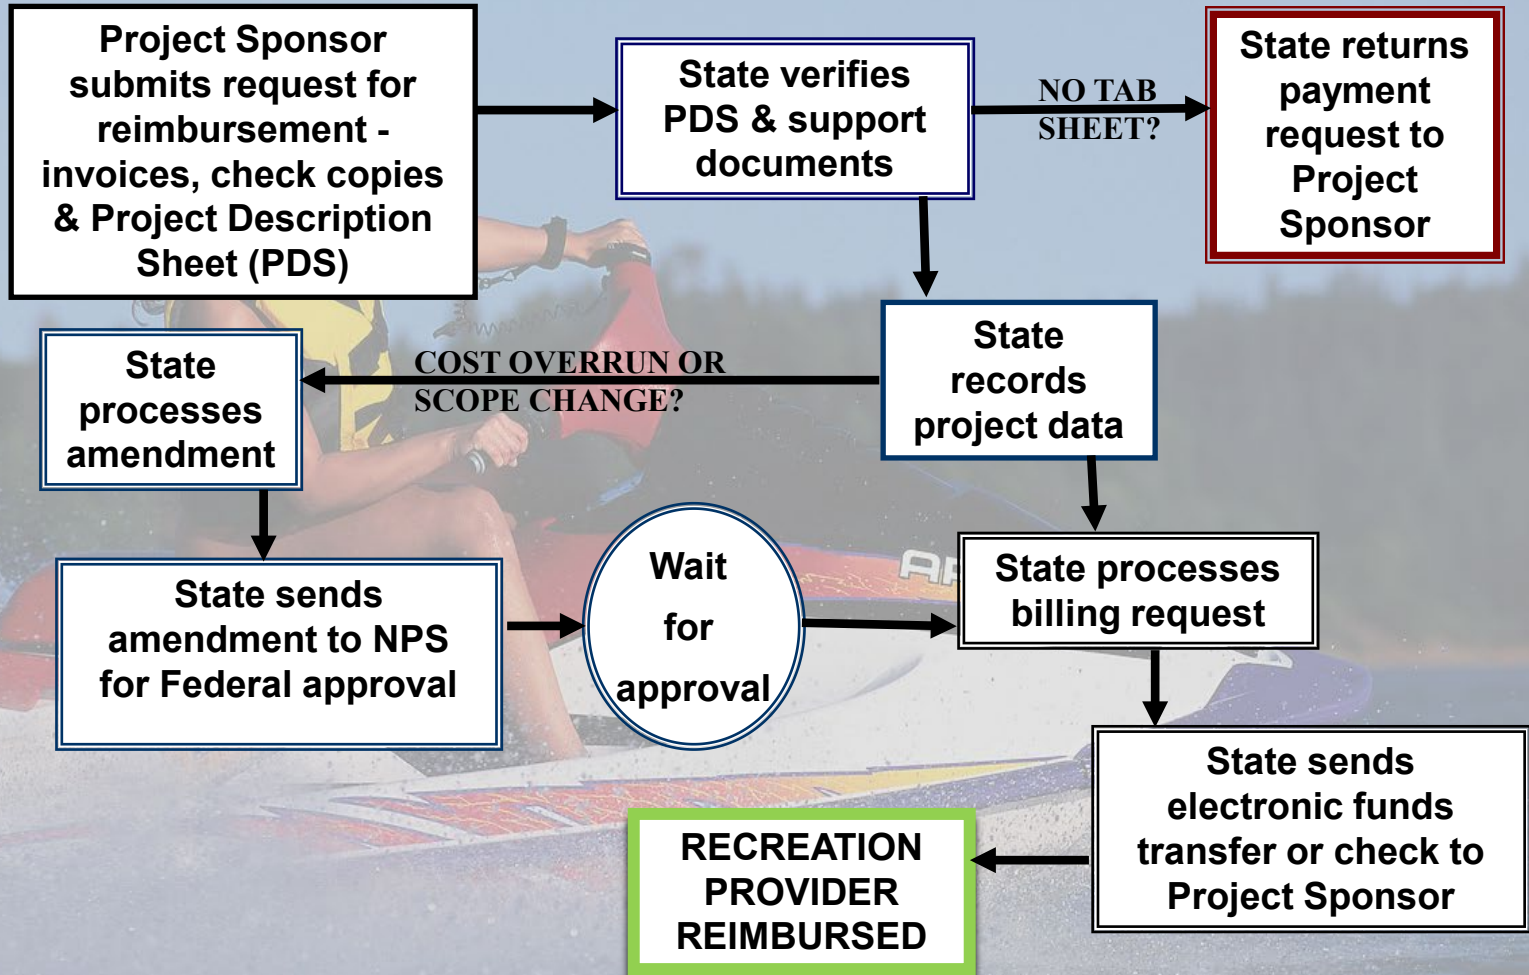 Project Sponsor
submits request for
reimbursement -
invoices, check copies
& Project Description
Sheet (PDS)
State verifies
PDS & support
documents
NO TAB
SHEET?
State returns
payment
request to
Project
Sponsor
State
records
project data
COST OVERRUN OR
SCOPE CHANGE?
State
processes
amendment
State sends
amendment to NPS
for Federal approval
Wait
for
approval
State processes
billing request
State sends
electronic funds
transfer or check to
Project Sponsor
RECREATION
PROVIDER
REIMBURSED